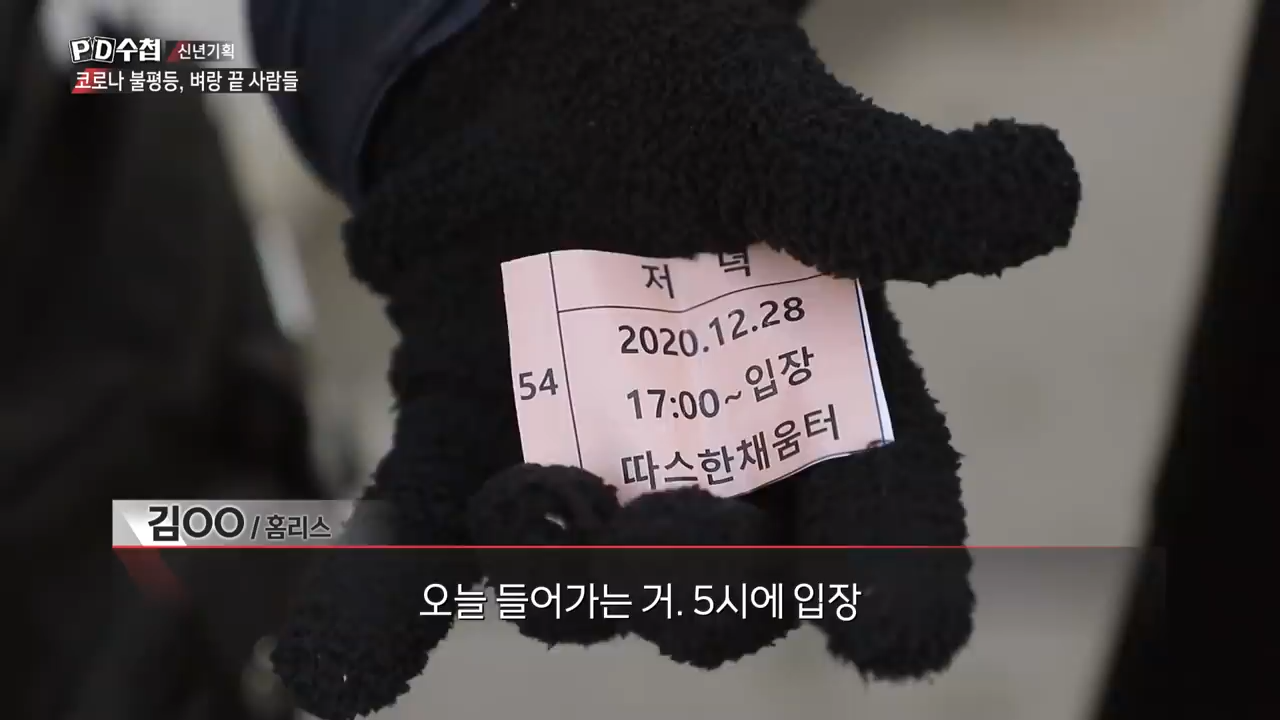 PD수첩 신년기획
코로나 불평등, 벼랑 끝 사람들
저 녁
2020.12.28
54
17:00~입장
따스한채움터
김OO / 홈리스
오늘 들어가는 거. 5시에 입장